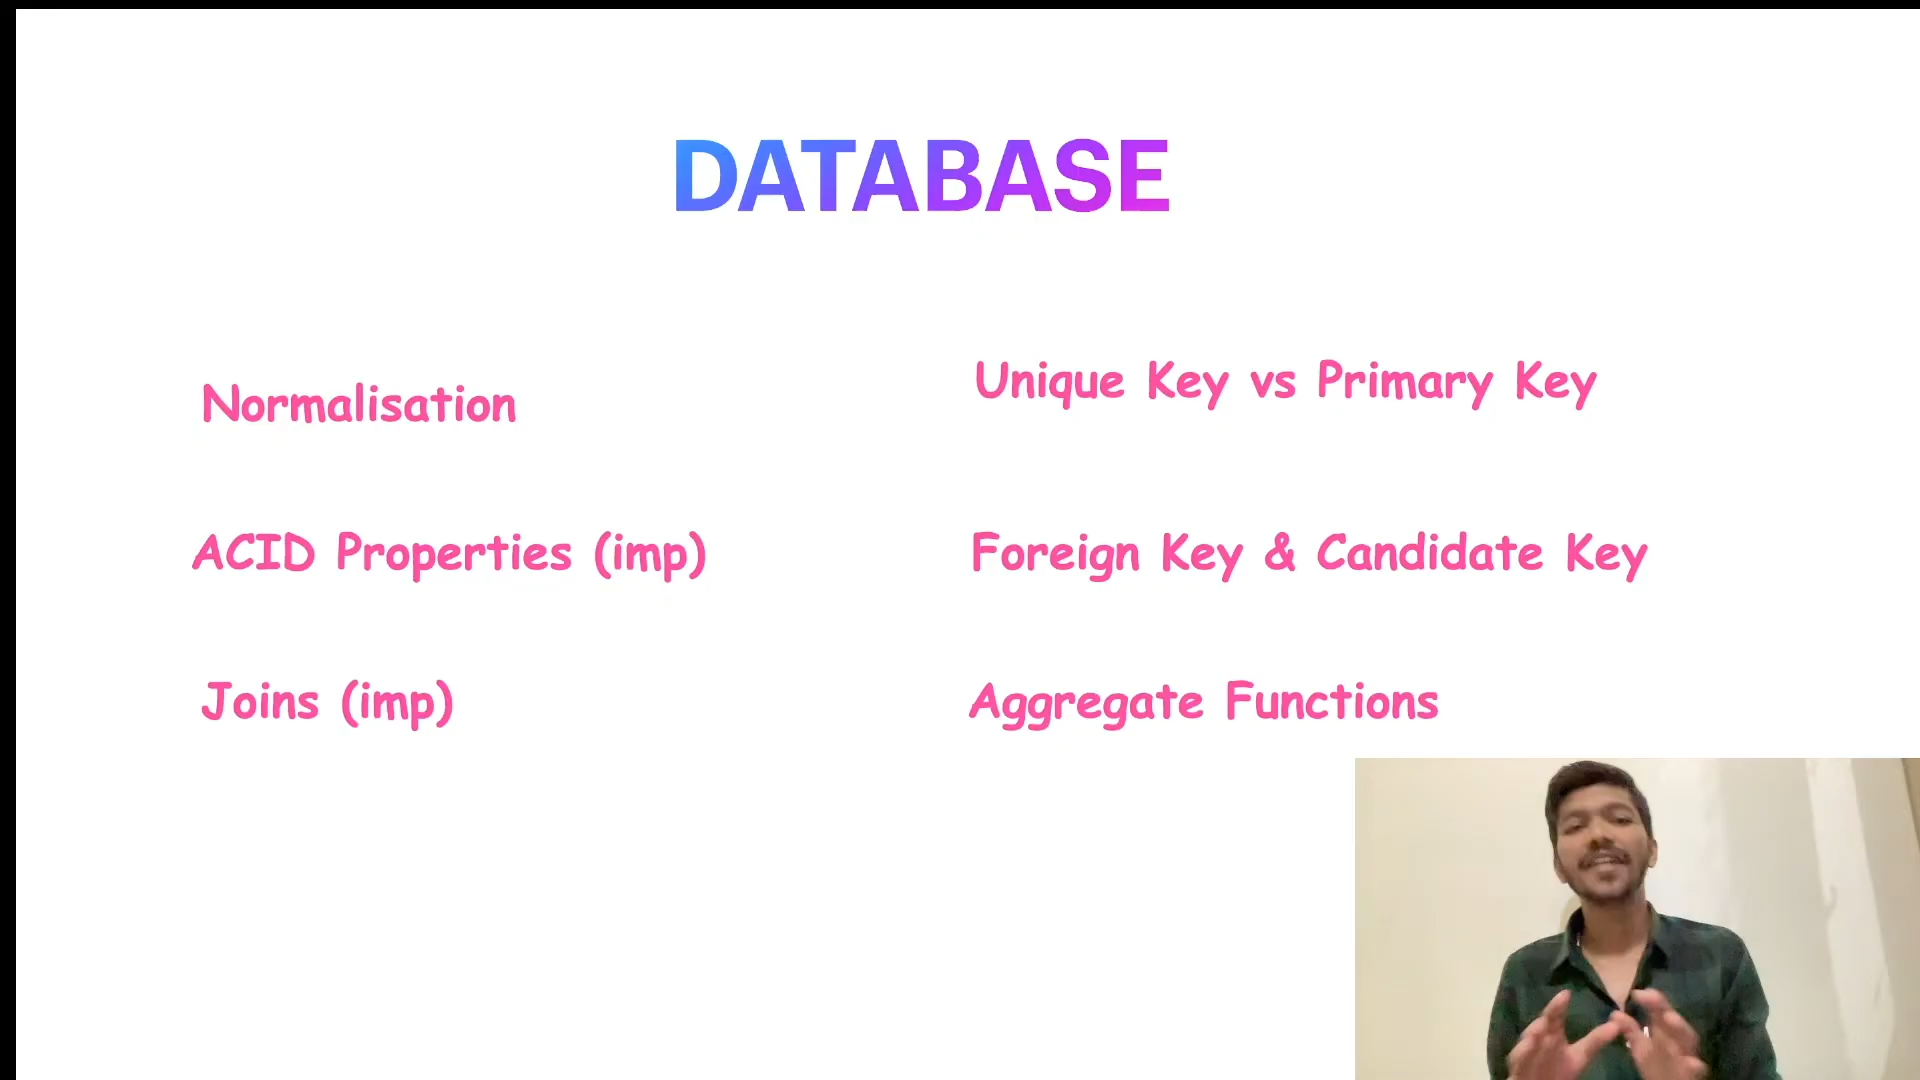 DATABASE
Normalisation
ACID Properties (imp)
Joins (imp)
Unique Key vs Primary Key
Foreign Key & Candidate Key
Aggregate Functions